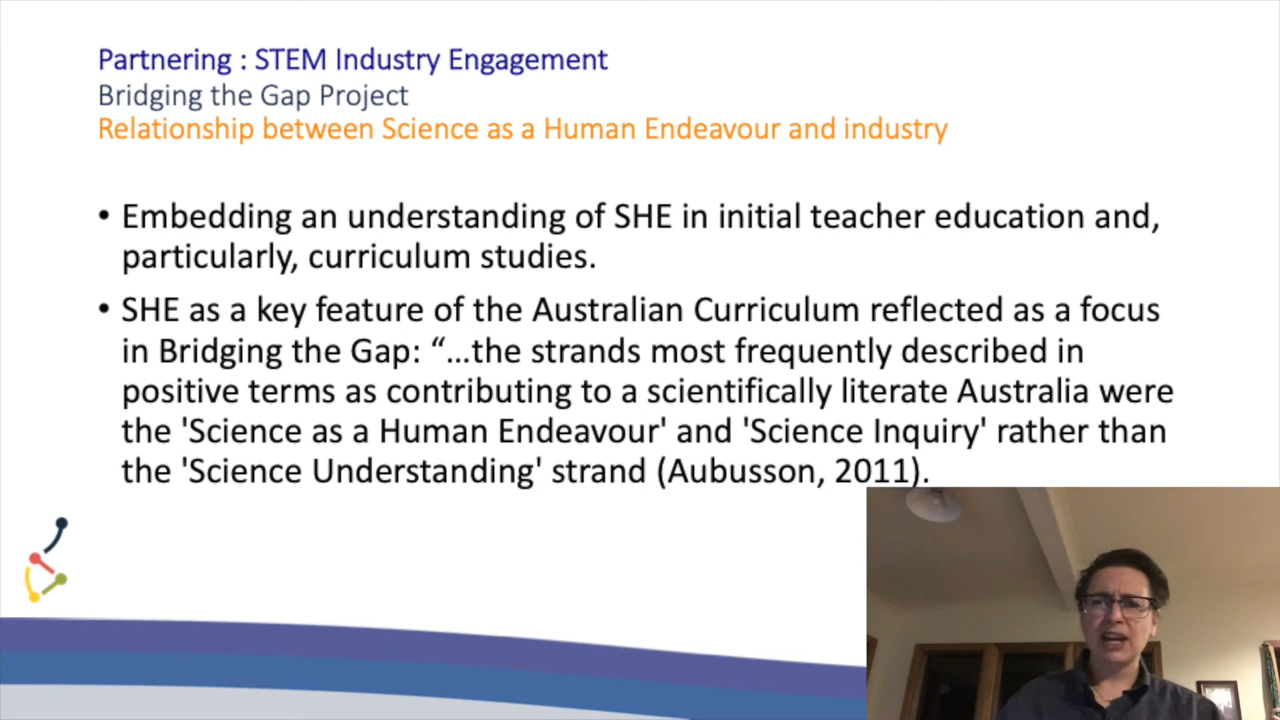 Partnering : STEM Industry Engagement
Bridging the Gap Project
Relationship between Science as a Human Endeavour and industry
• Embedding an understanding of SHE in initial teacher education and,
particularly, curriculum studies.
• SHE as a key feature of the Australian Curriculum reflected as a focus
in Bridging the Gap: “…the strands most frequently described in
positive terms as contributing to a scientifically literate Australia were
the 'Science as a Human Endeavour' and 'Science Inquiry' rather than
the 'Science Understanding' strand (Aubusson, 2011).